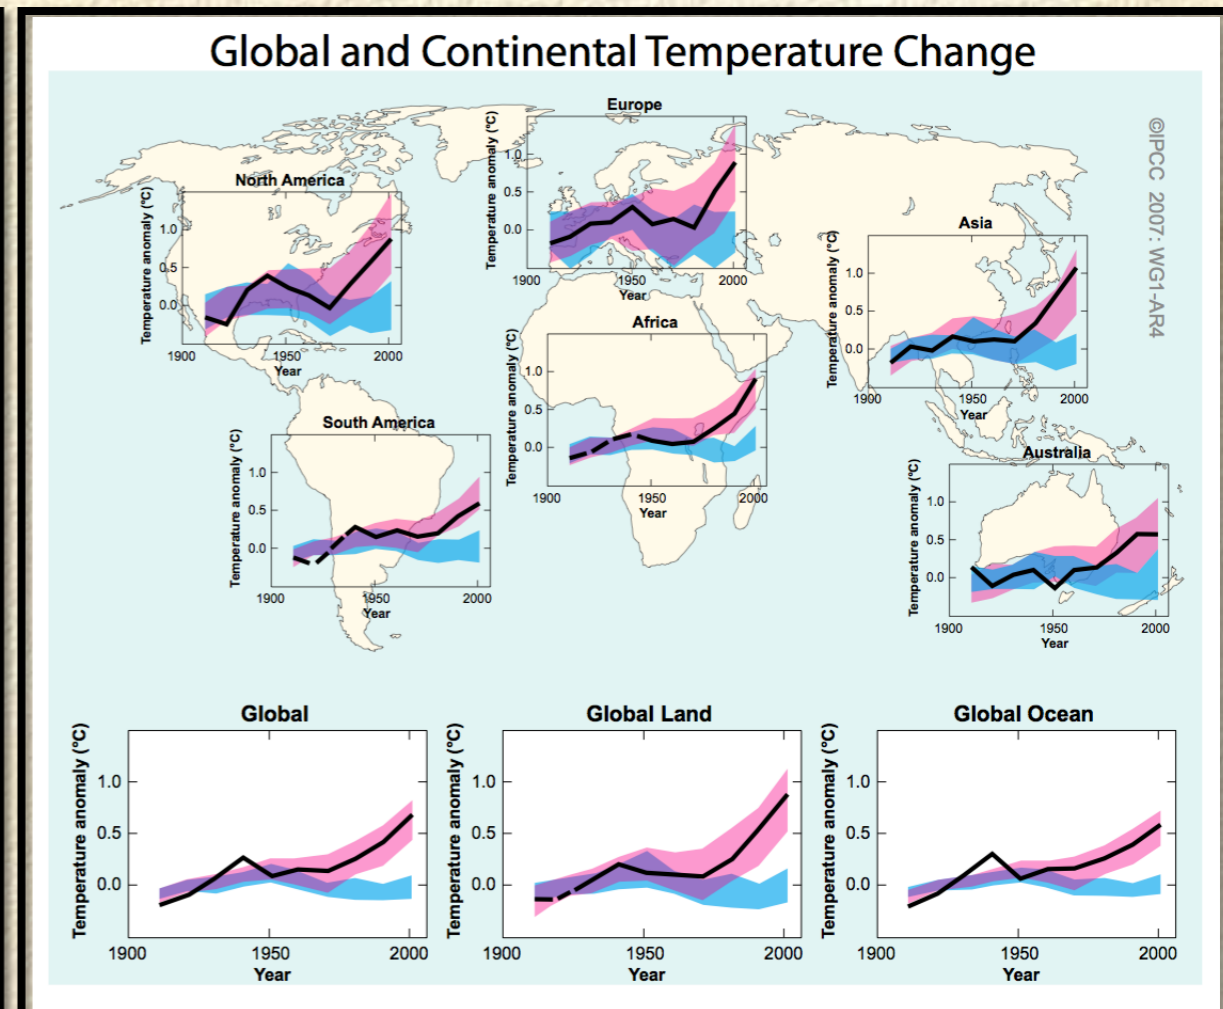 Global and Continental Temperature Change
©IPCC 2007: WG1-AR4
Europe
Temperature anomaly (°C)
1.0
0.5
0.0
1900
1950
2000
Year
North America
Temperature anomaly (°C)
1.0
0.5
0.0
1900
1950
2000
Year
Asia
Temperature anomaly (°C)
1.0
0.5
0.0
1900
1950
2000
Year
Africa
Temperature anomaly (°C)
1.0
0.5
0.0
1900
1950
2000
Year
South America
Temperature anomaly (°C)
1.0
0.5
0.0
1900
1950
2000
Year
Australia
Temperature anomaly (°C)
1.0
0.5
0.0
1900
1950
2000
Year
Global
Temperature anomaly (°C)
1.0
0.5
0.0
1900
1950
2000
Year
Global Land
Temperature anomaly (°C)
1.0
0.5
0.0
1900
1950
2000
Year
Global Ocean
Temperature anomaly (°C)
1.0
0.5
0.0
1900
1950
2000
Year